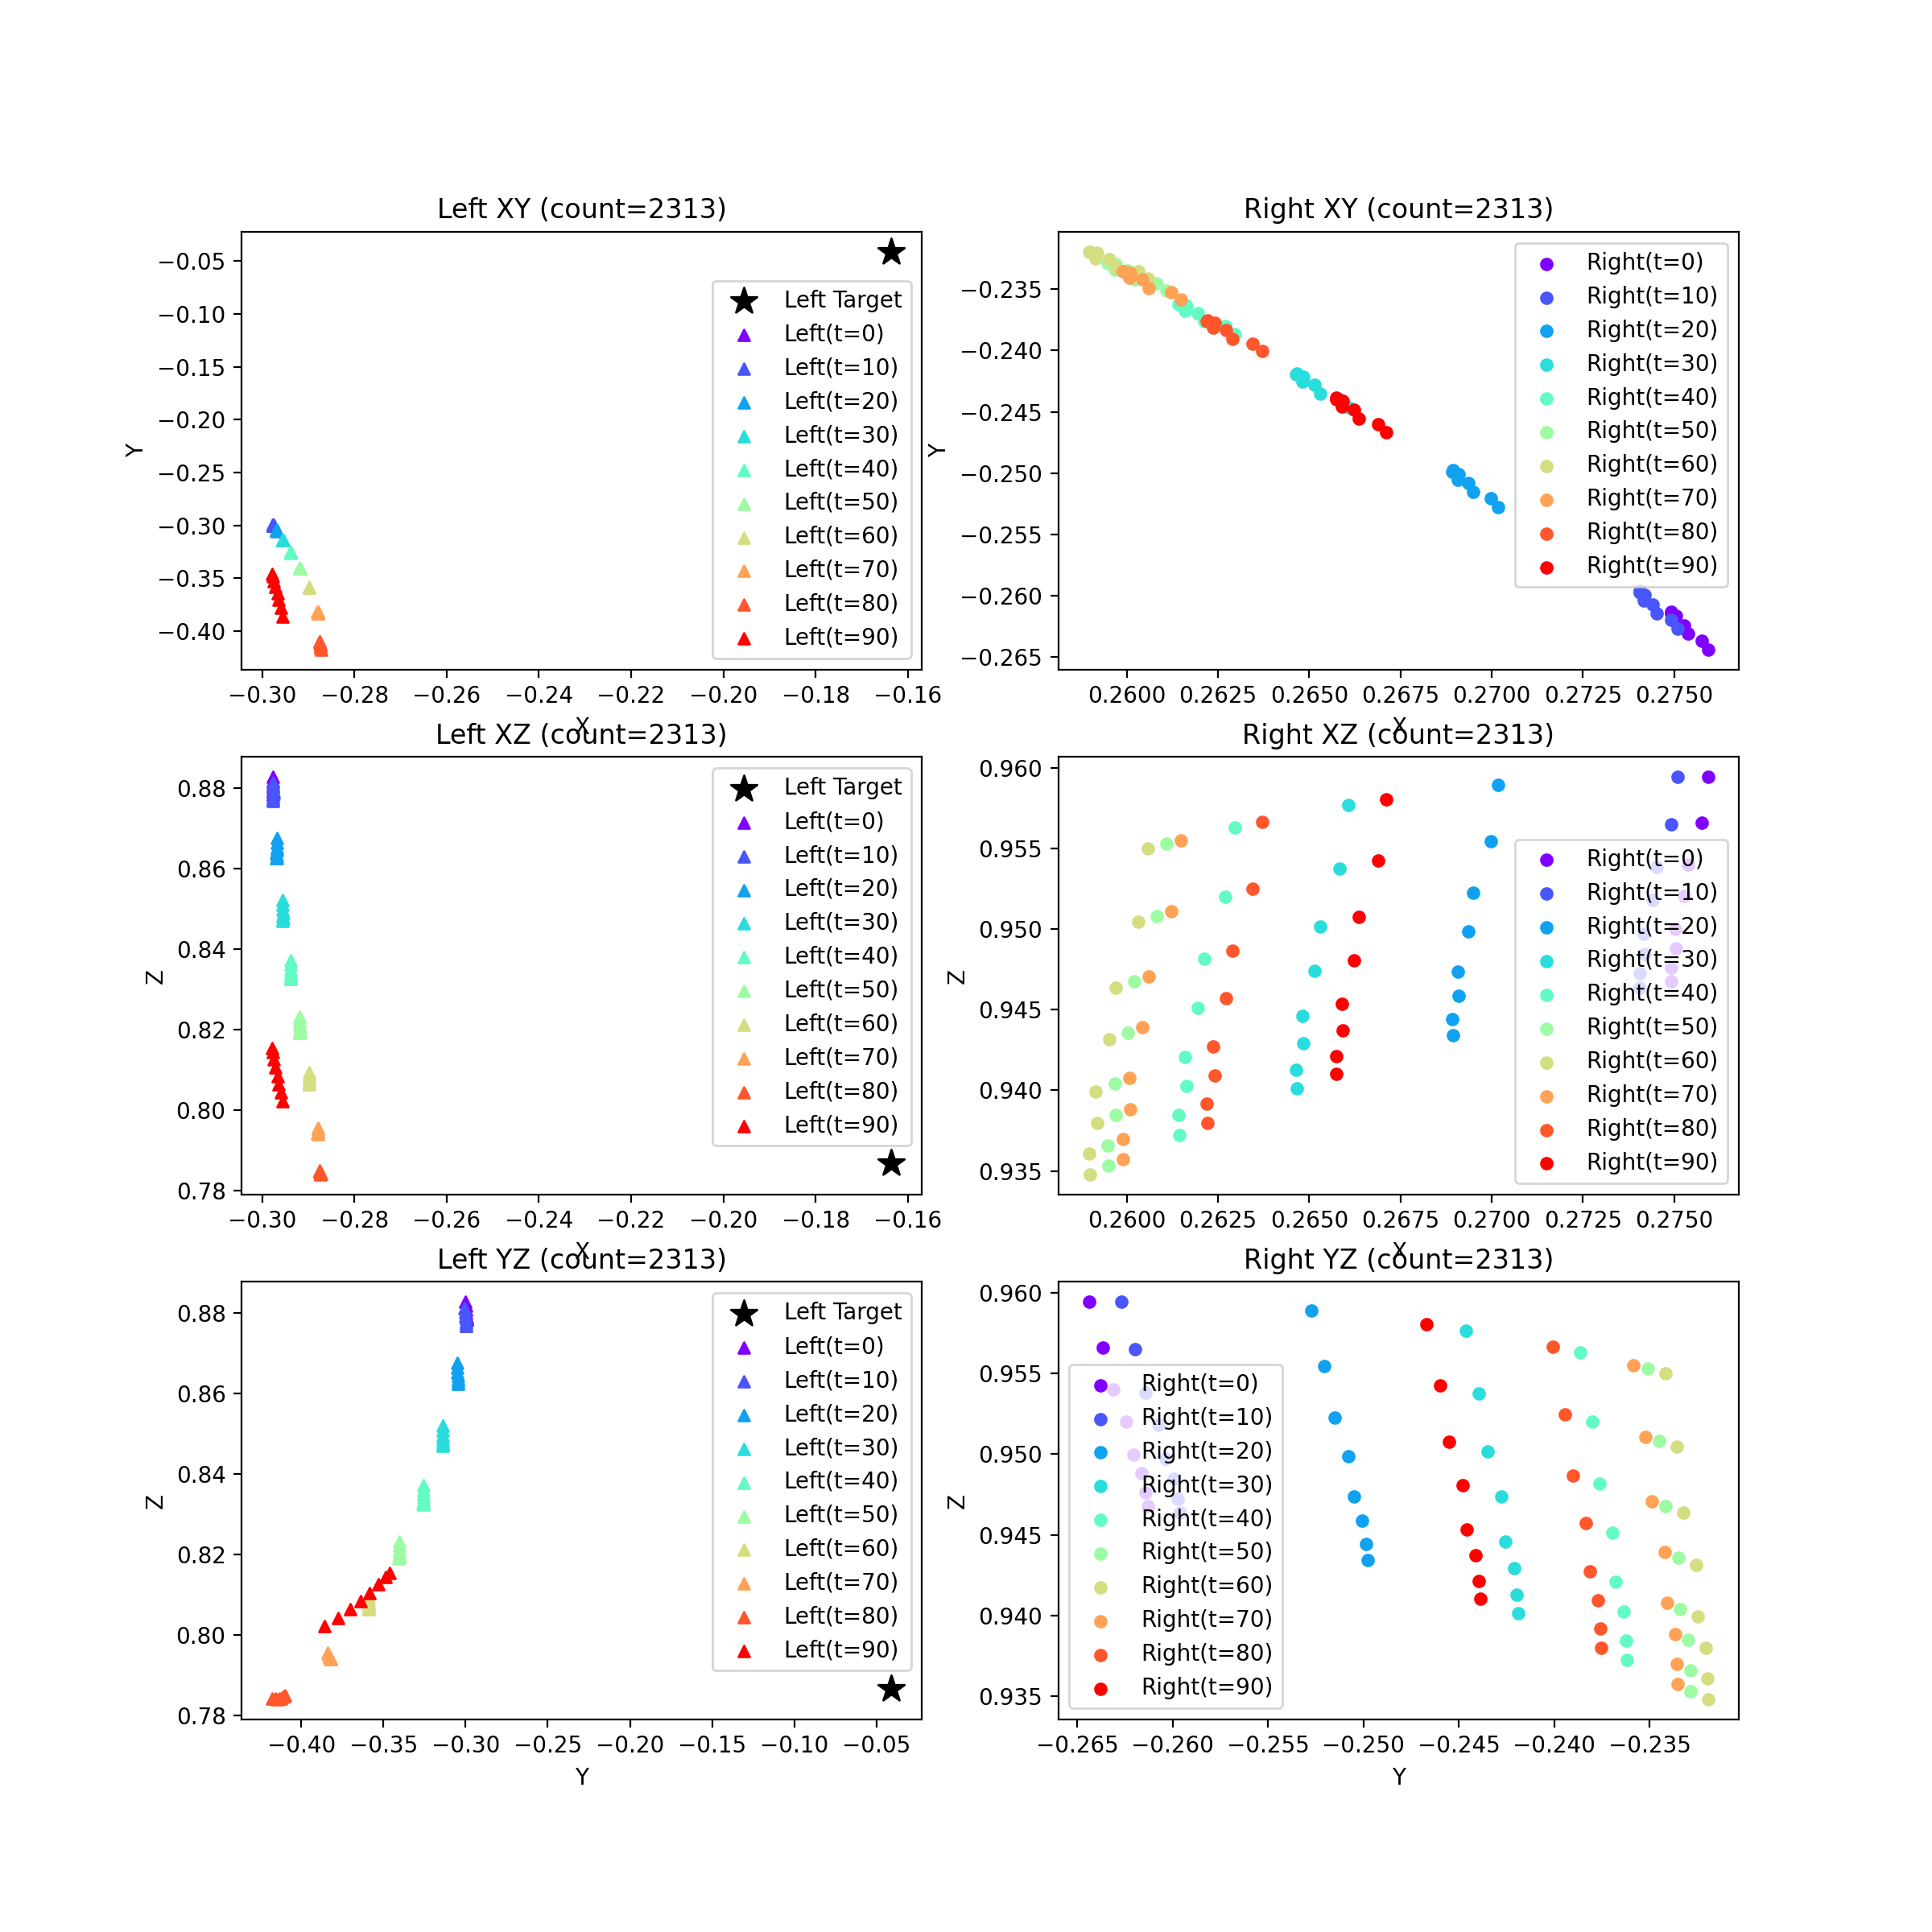 Left XY (count=2313)
−0.05
−0.10
−0.15
−0.20
−0.25
−0.30
−0.35
−0.40
Y
Left Target
Left(t=0)
Left(t=10)
Left(t=20)
Left(t=30)
Left(t=40)
Left(t=50)
Left(t=60)
Left(t=70)
Left(t=80)
Left(t=90)
−0.30 −0.28 −0.26 −0.24 −0.22 −0.20 −0.18 −0.16
X
Right XY (count=2313)
−0.235
−0.240
−0.245
−0.250
−0.255
−0.260
−0.265
Y
Right(t=0)
Right(t=10)
Right(t=20)
Right(t=30)
Right(t=40)
Right(t=50)
Right(t=60)
Right(t=70)
Right(t=80)
Right(t=90)
0.2600 0.2625 0.2650 0.2675 0.2700 0.2725 0.2750
X
Left XZ (count=2313)
0.88
0.86
0.84
0.82
0.80
0.78
Z
Left Target
Left(t=0)
Left(t=10)
Left(t=20)
Left(t=30)
Left(t=40)
Left(t=50)
Left(t=60)
Left(t=70)
Left(t=80)
Left(t=90)
−0.30 −0.28 −0.26 −0.24 −0.22 −0.20 −0.18 −0.16
X
Right XZ (count=2313)
0.960
0.955
0.950
0.945
0.940
0.935
Z
Right(t=0)
Right(t=10)
Right(t=20)
Right(t=30)
Right(t=40)
Right(t=50)
Right(t=60)
Right(t=70)
Right(t=80)
Right(t=90)
0.2600 0.2625 0.2650 0.2675 0.2700 0.2725 0.2750
X
Left YZ (count=2313)
0.88
0.86
0.84
0.82
0.80
0.78
Z
Left Target
Left(t=0)
Left(t=10)
Left(t=20)
Left(t=30)
Left(t=40)
Left(t=50)
Left(t=60)
Left(t=70)
Left(t=80)
Left(t=90)
−0.40 −0.35 −0.30 −0.25 −0.20 −0.15 −0.10 −0.05
Y
Right YZ (count=2313)
0.960
0.955
0.950
0.945
0.940
0.935
Z
Right(t=0)
Right(t=10)
Right(t=20)
Right(t=30)
Right(t=40)
Right(t=50)
Right(t=60)
Right(t=70)
Right(t=80)
Right(t=90)
−0.265 −0.260 −0.255 −0.250 −0.245 −0.240 −0.235
Y